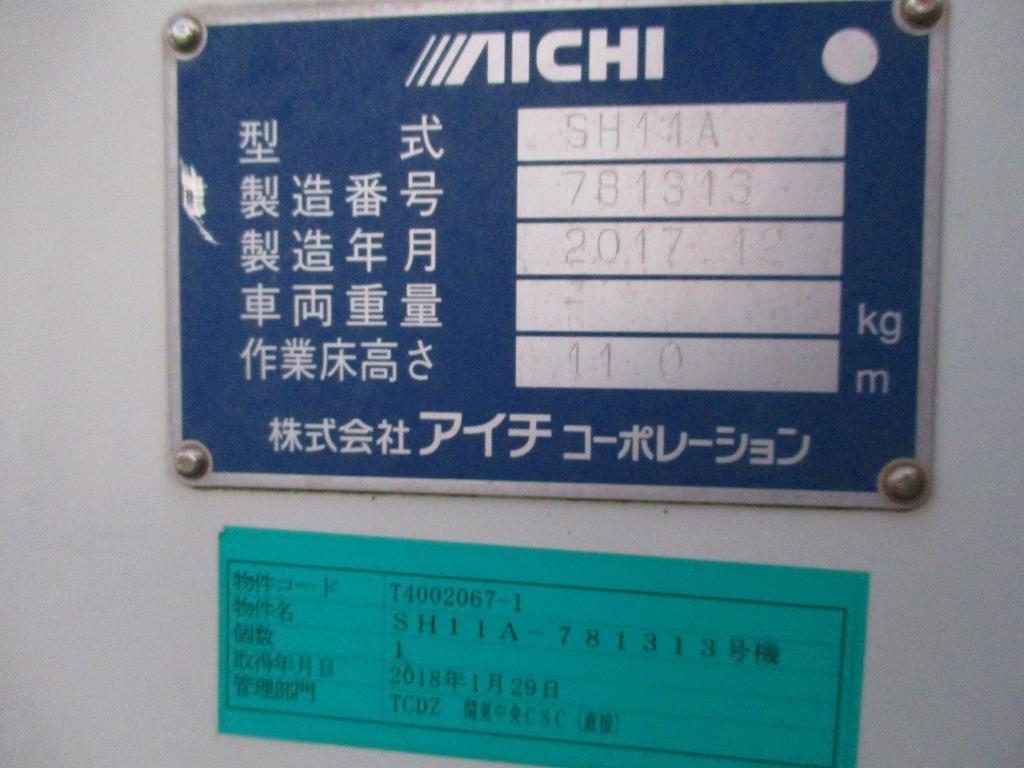 AICHI
型式 SH11A
製造番号 781313
製造年月 2017 12
車両重量 kg
作業床高さ 11 0 m
株式会社アイチコーポレーション
物件コード T4002067-1
物件名 SH11A-781313号機
個数 1
取得年月日 2018年1月29日
管理部門 TCDZ 関東中央CSC(直接)